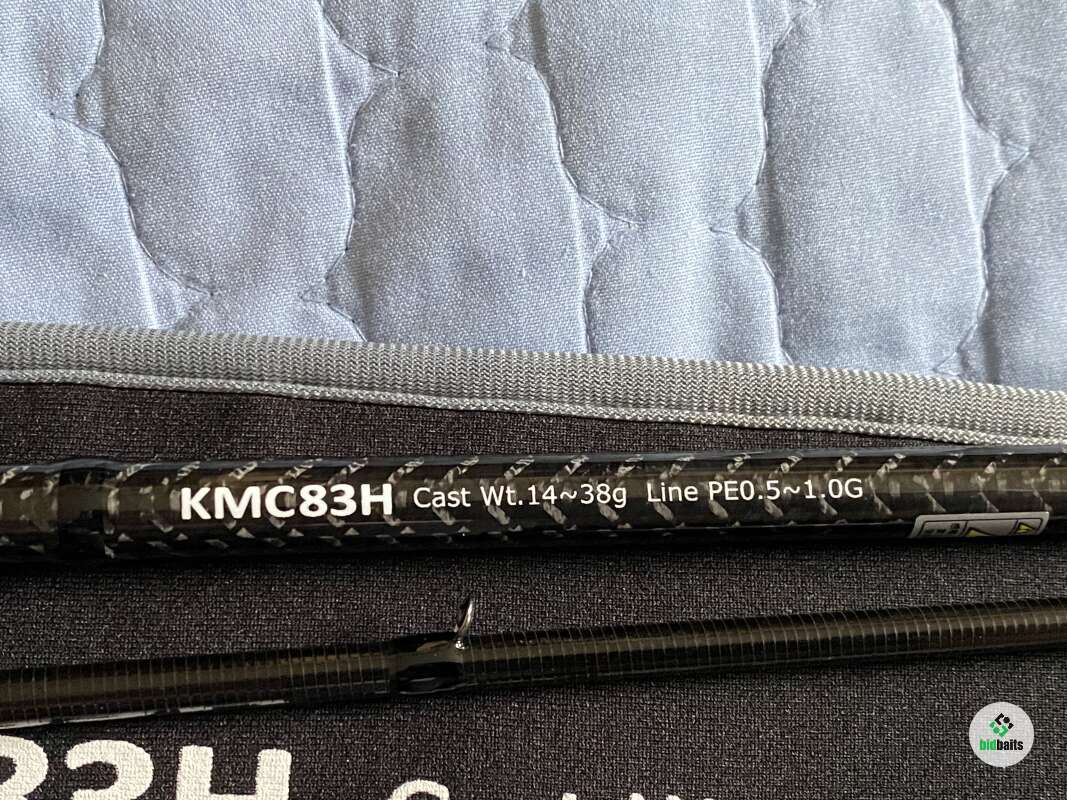 KMC83H Cast Wt.14~38g Line PE0.5~1.0G
83H
bidbaits